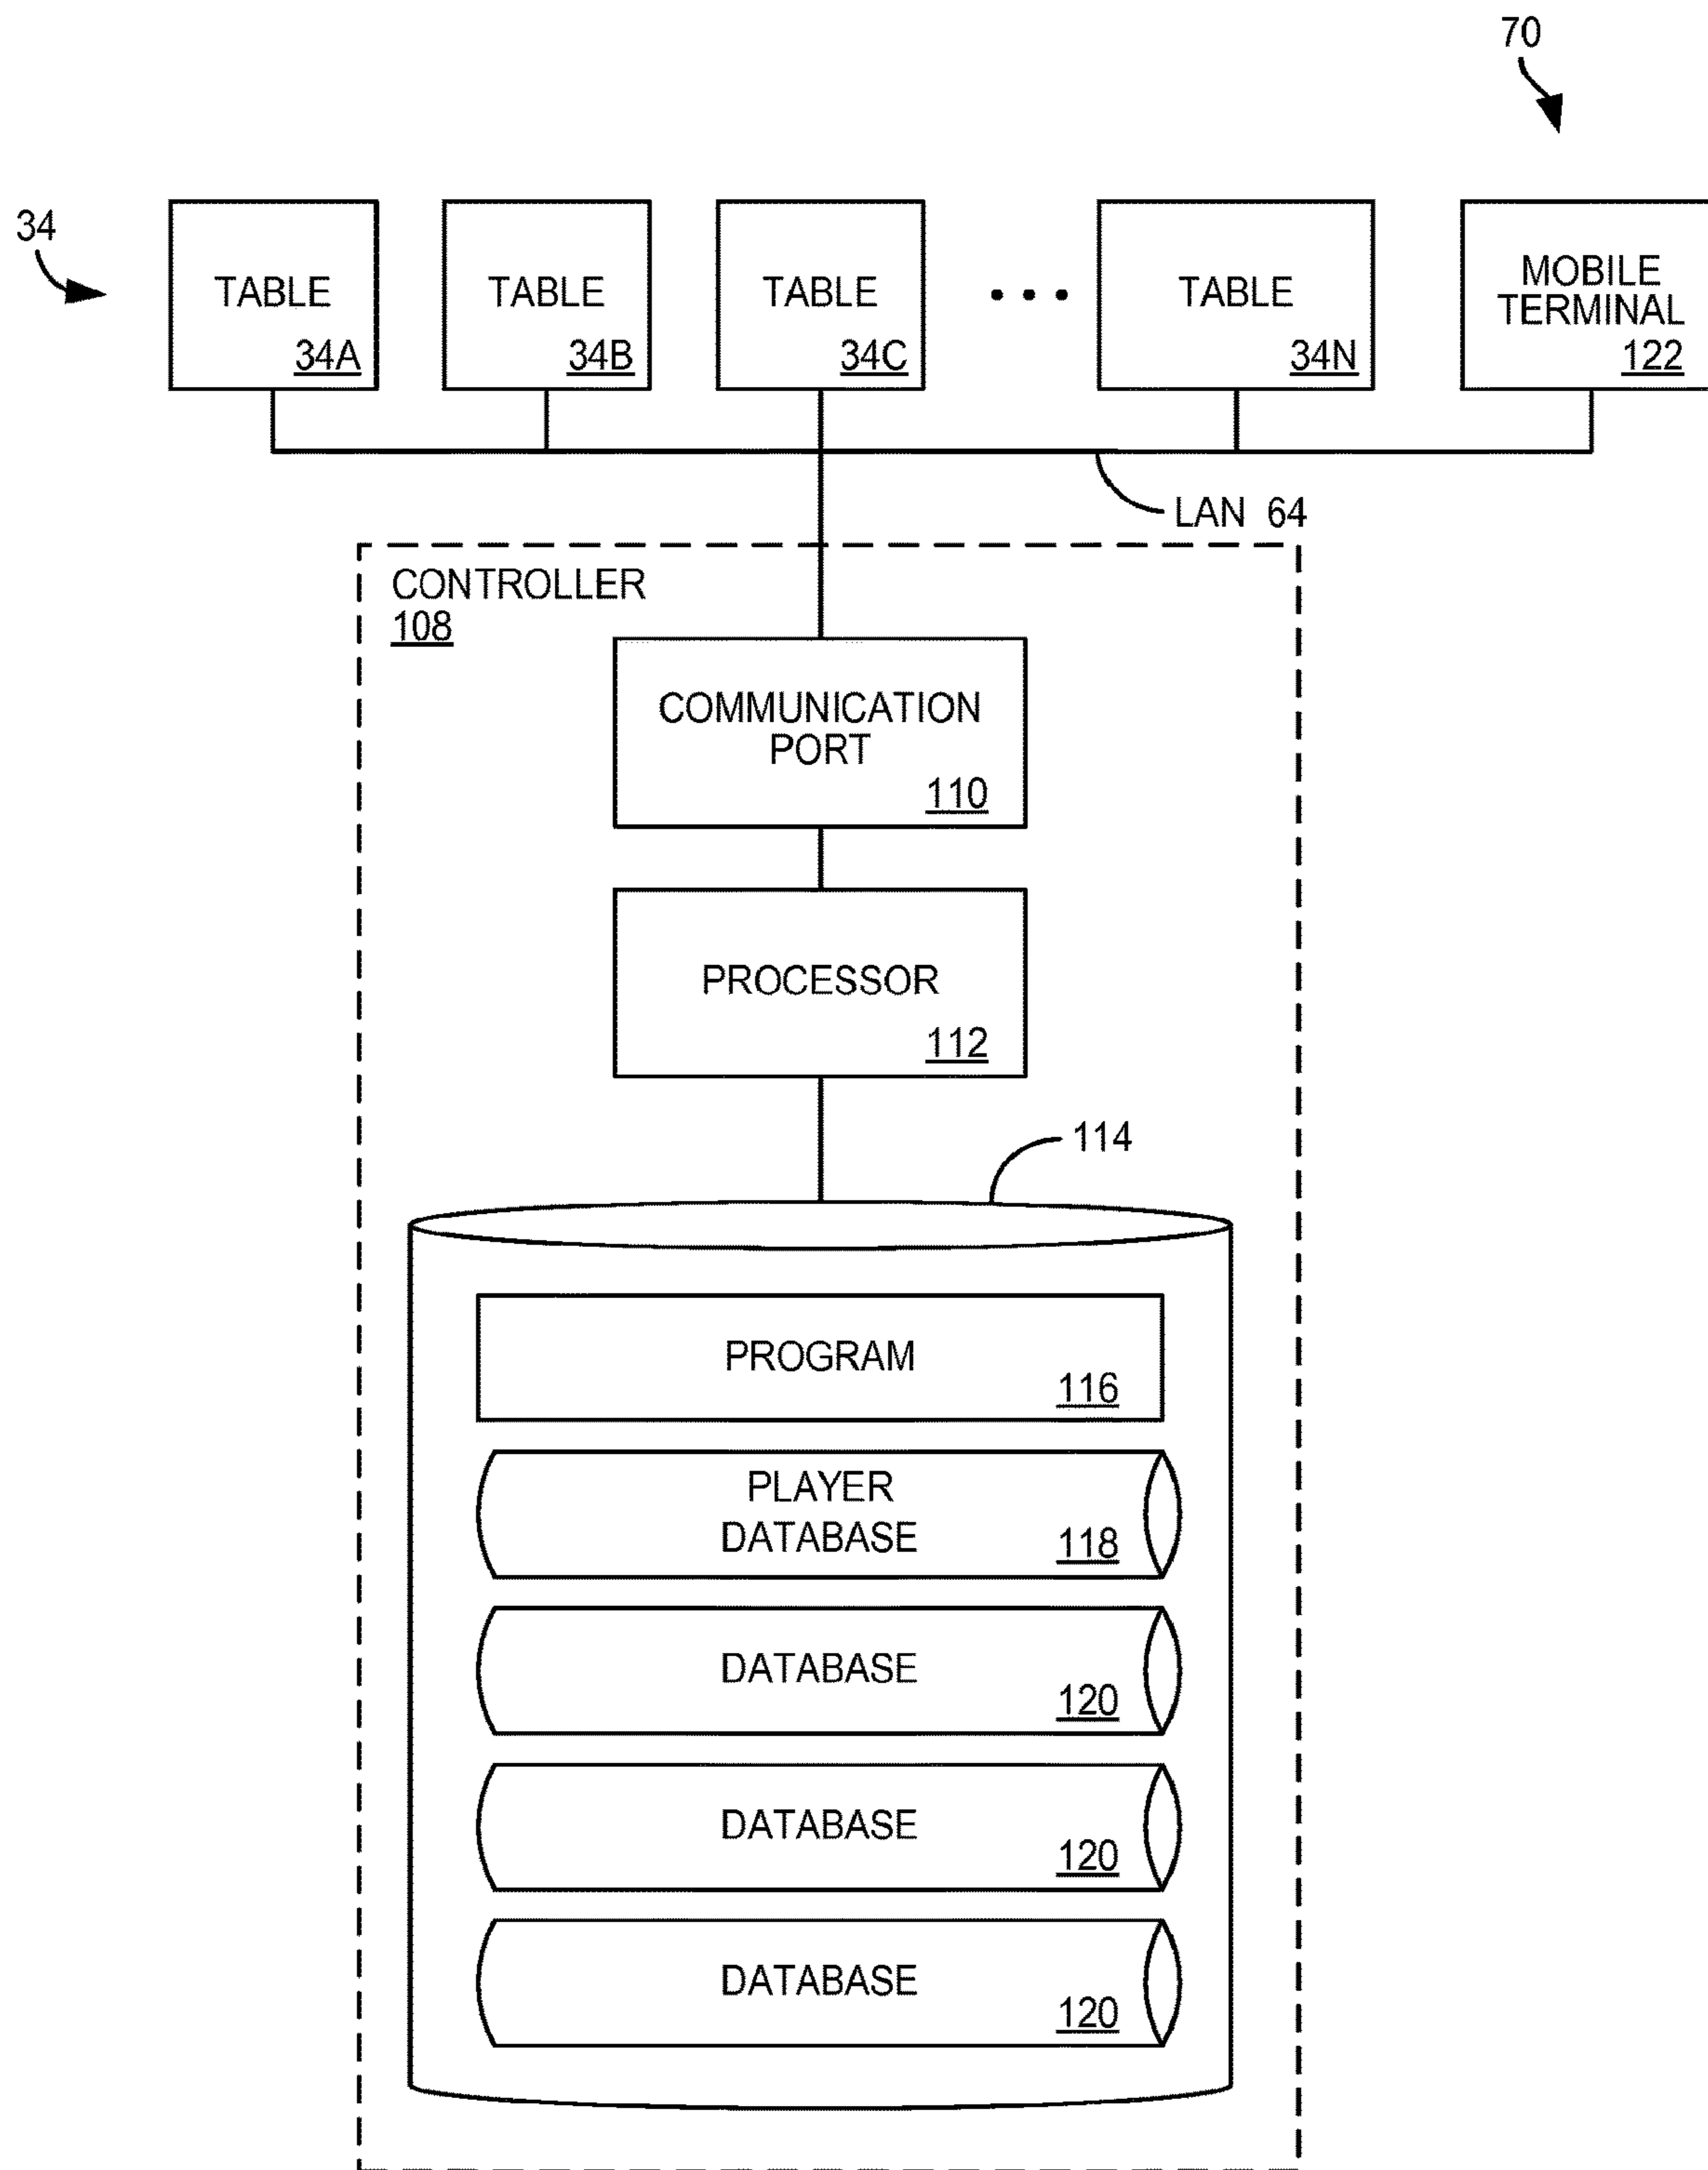 70
34
TABLE
34A
TABLE
34B
TABLE
34C
TABLE
34N
MOBILE
TERMINAL
122
LAN 64
CONTROLLER
108
COMMUNICATION
PORT
110
PROCESSOR
112
114
PROGRAM
116
PLAYER
DATABASE
118
DATABASE
120
DATABASE
120
DATABASE
120